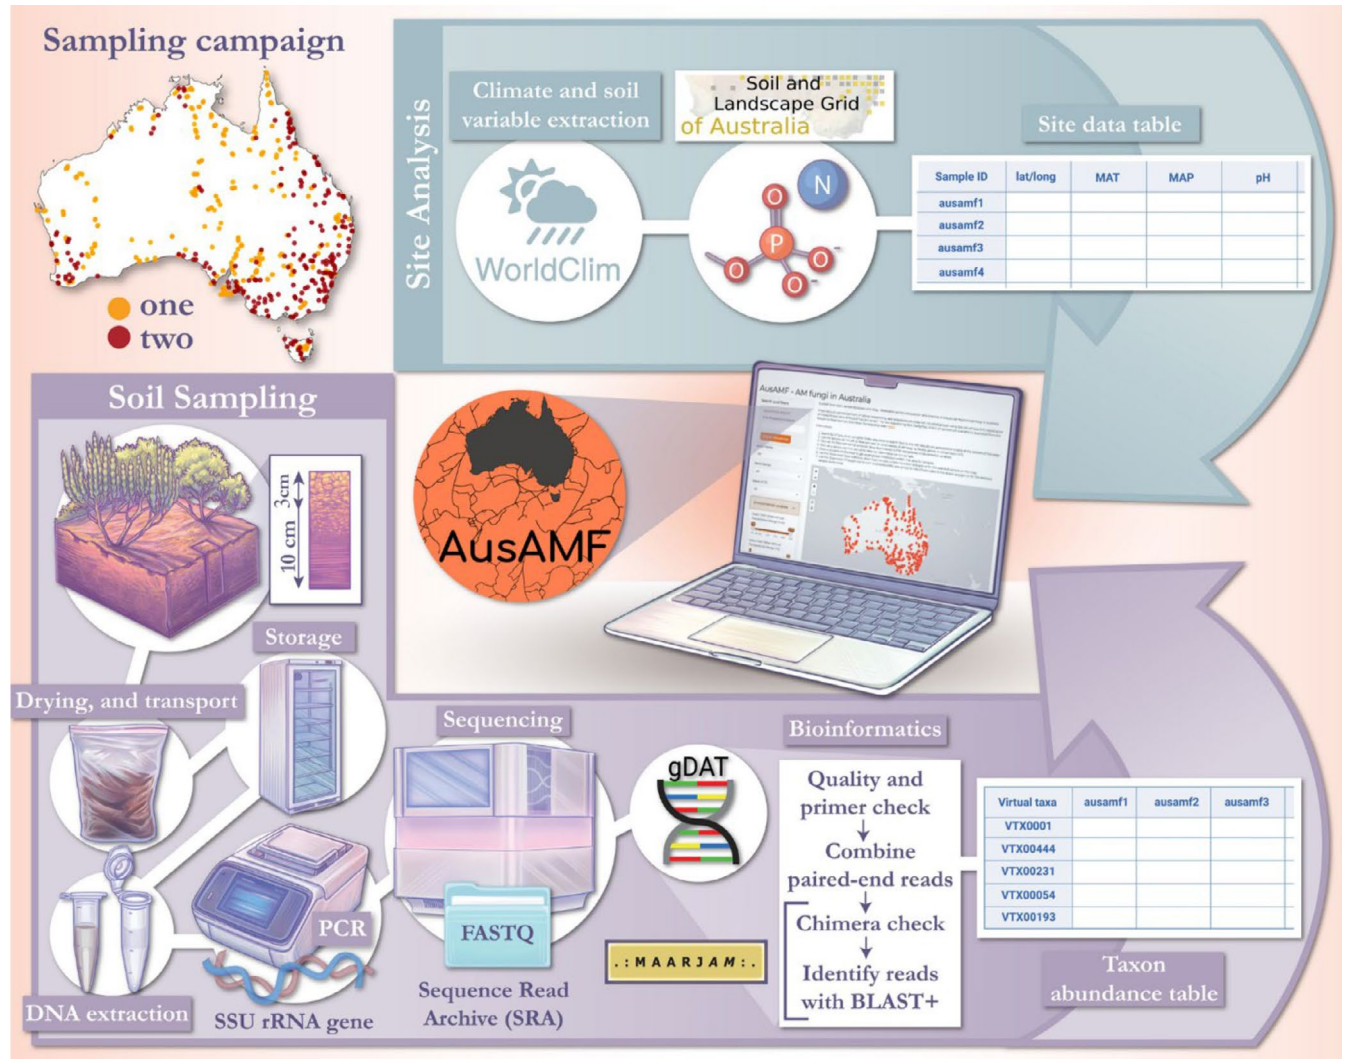 Sampling campaign
one
two
Site Analysis
Climate and soil
variable extraction
Soil and
Landscape Grid
of Australia
WorldClim
N
O
O
P
O
O
Site data table
Sample ID lat/long MAT MAP pH
ausamf1
ausamf2
ausamf3
ausamf4
Soil Sampling
3cm
10 cm
AusAMF
AusAMF - AM fungi in Australia
Storage
Drying, and transport
DNA extraction
PCR
SSU rRNA gene
Sequencing
FASTQ
Sequence Read
Archive (SRA)
gDAT
.:MAARJAM:.
Bioinformatics
Quality and
primer check
Combine
paired-end reads
Chimera check
Identify reads
with BLAST+
Virtual taxa ausamf1 ausamf2 ausamf3
VTX0001
VTX00444
VTX00231
VTX00054
VTX00193
Taxon
abundance table